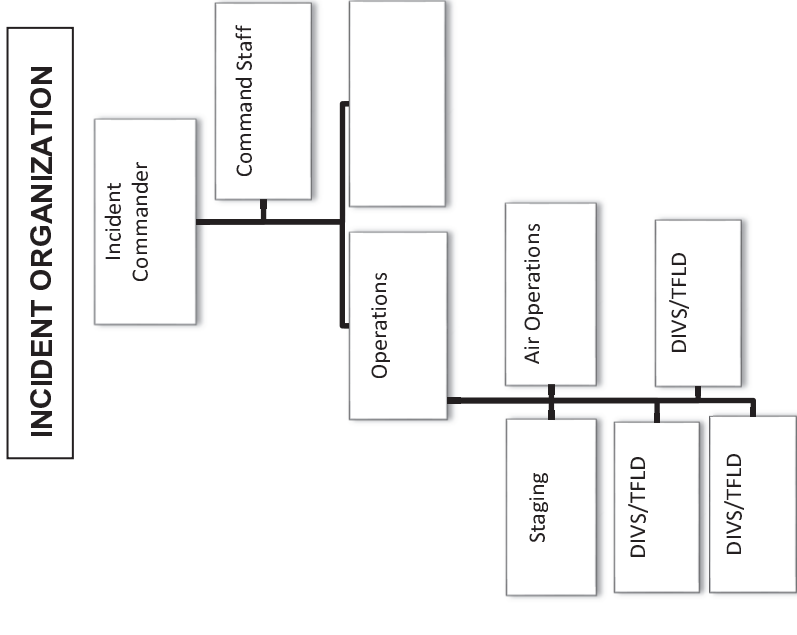 INCIDENT ORGANIZATION
Incident
Commander
Command Staff
Operations
Air Operations
Staging
DIVS/TFLD
DIVS/TFLD
DIVS/TFLD